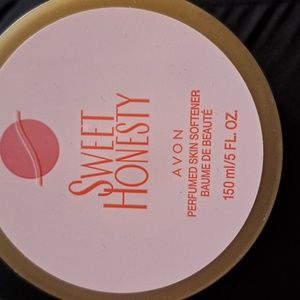 SWEET
HONESTY
AVON
PERFUMED SKIN SOFTENER
BAUME DE BEAUTÉ
150 ml/5 FL. OZ.